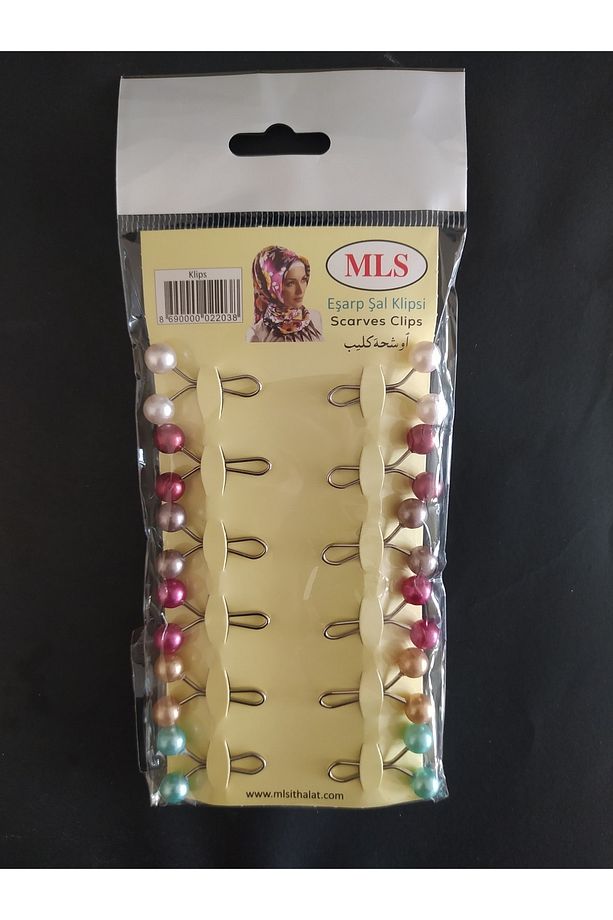 Klips
8 690000 022038
MLS
Eşarp Şal Klipsi
Scarves Clips
أوشحة كليب
www.mlsithalat.com